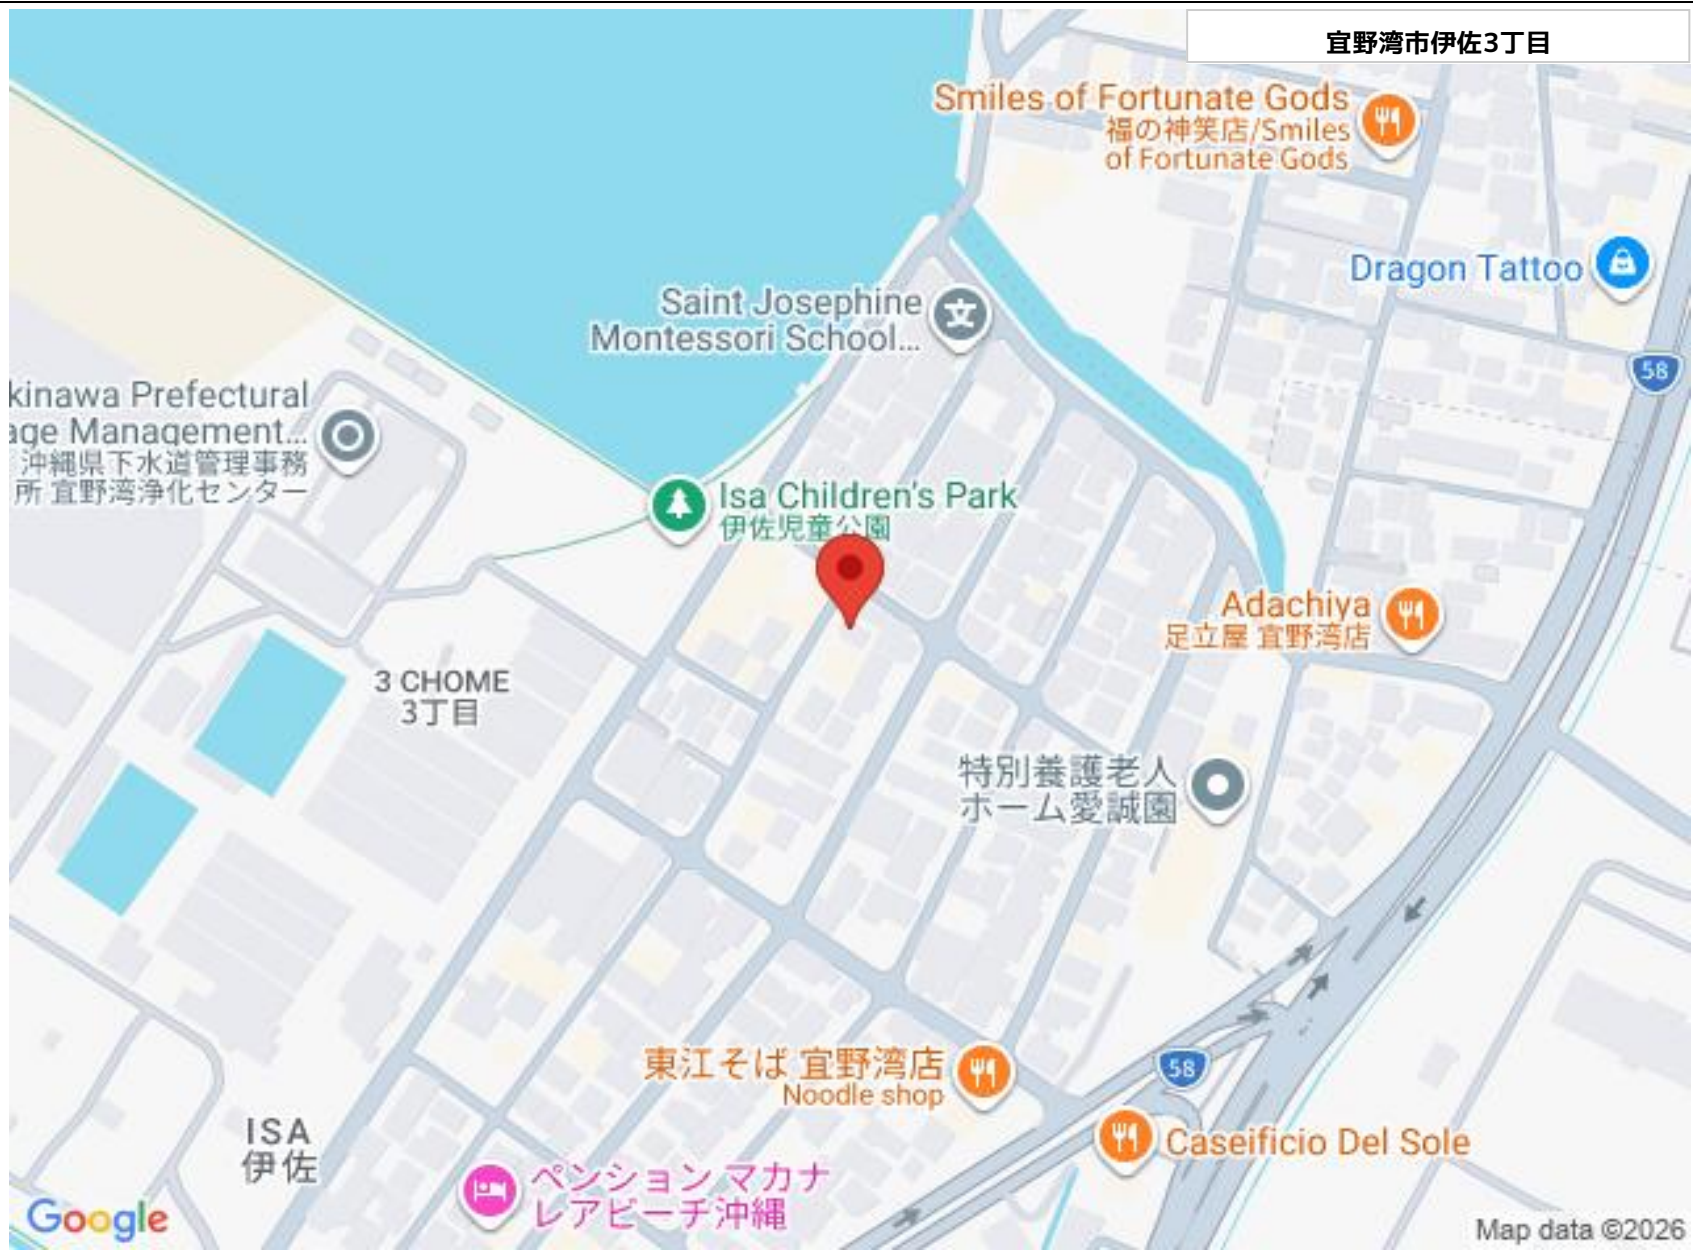 宜野湾市伊佐3丁目
Smiles of Fortunate Gods
福の神笑店/Smiles
of Fortunate Gods
Dragon Tattoo
Saint Josephine
Montessori School...
58
kinawa Prefectural
age Management...
沖縄県下水道管理事務
所 宜野湾浄化センター
Isa Children's Park
伊佐児童公園
Adachiya
足立屋 宜野湾店
3 CHOME
3丁目
特別養護老人
ホーム愛誠園
東江そば 宜野湾店
Noodle shop
58
ISA
伊佐
Caseificio Del Sole
ペンション マカナ
レアビーチ沖縄
Google
Map data ©2026